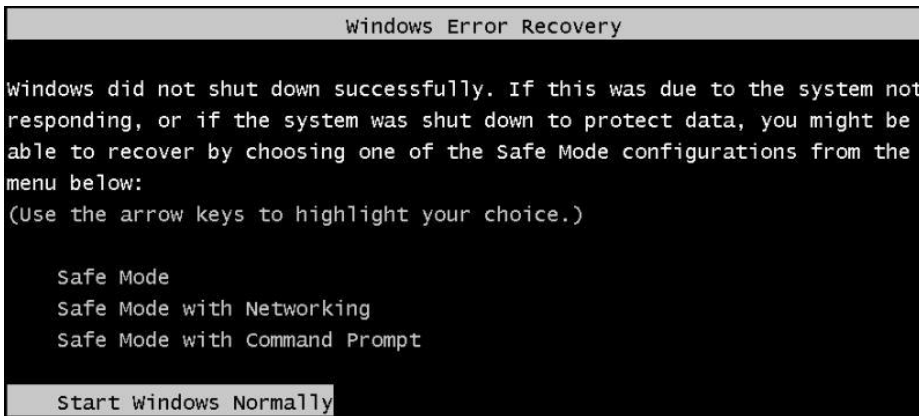 Windows Error Recovery
Windows did not shut down successfully. If this was due to the system not
responding, or if the system was shut down to protect data, you might be
able to recover by choosing one of the Safe Mode configurations from the
menu below:
(Use the arrow keys to highlight your choice.)
Safe Mode
Safe Mode with Networking
Safe Mode with Command Prompt
Start Windows Normally